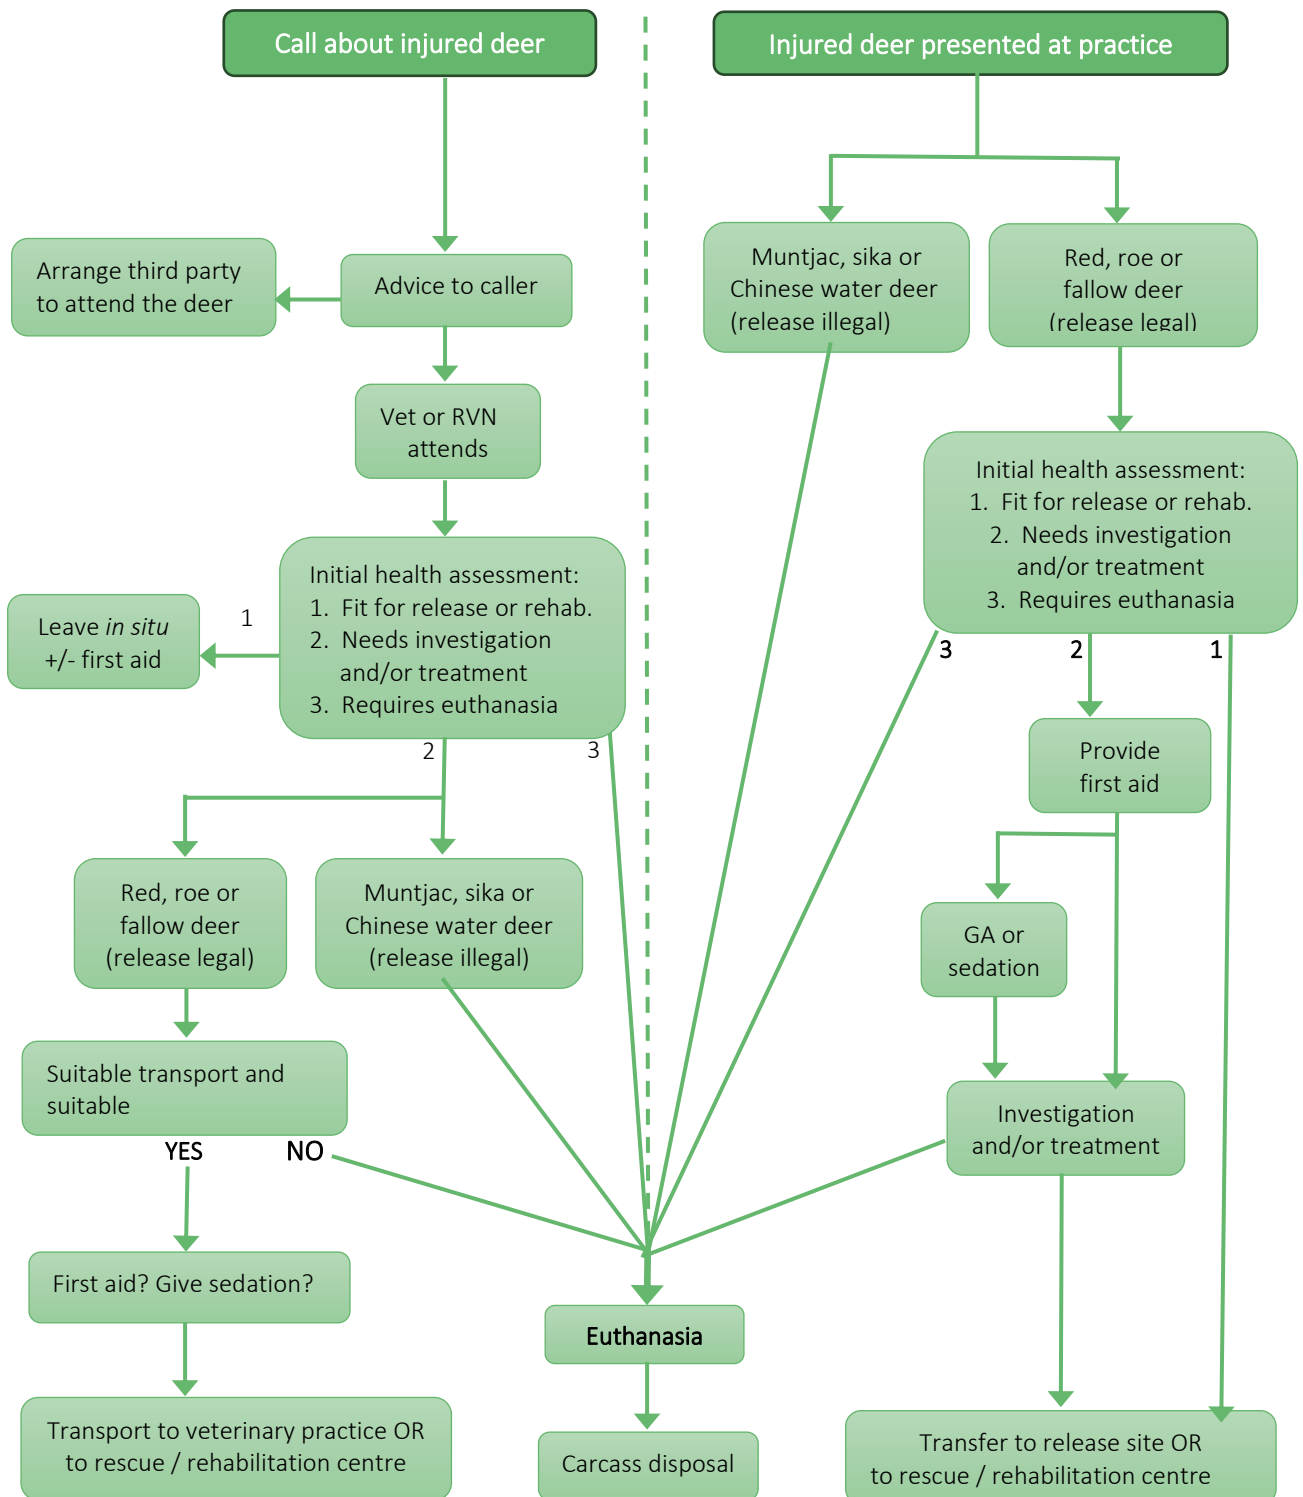 Call about injured deer
Injured deer presented at practice
Arrange third party
to attend the deer
Advice to caller
Muntjac, sika or
Chinese water deer
(release illegal)
Red, roe or
fallow deer
(release legal)
Vet or RVN
attends
Initial health assessment:
1. Fit for release or rehab.
2. Needs investigation
and/or treatment
3. Requires euthanasia
Initial health assessment:
1. Fit for release or rehab.
2. Needs investigation
and/or treatment
3. Requires euthanasia
1
Leave in situ
+/- first aid
2
3
3
2
1
Provide
first aid
Red, roe or
fallow deer
(release legal)
Muntjac, sika or
Chinese water deer
(release illegal)
GA or
sedation
Suitable transport and
suitable
YES
NO
Investigation
and/or treatment
First aid? Give sedation?
Euthanasia
Transport to veterinary practice OR
to rescue / rehabilitation centre
Carcass disposal
Transfer to release site OR
to rescue / rehabilitation centre